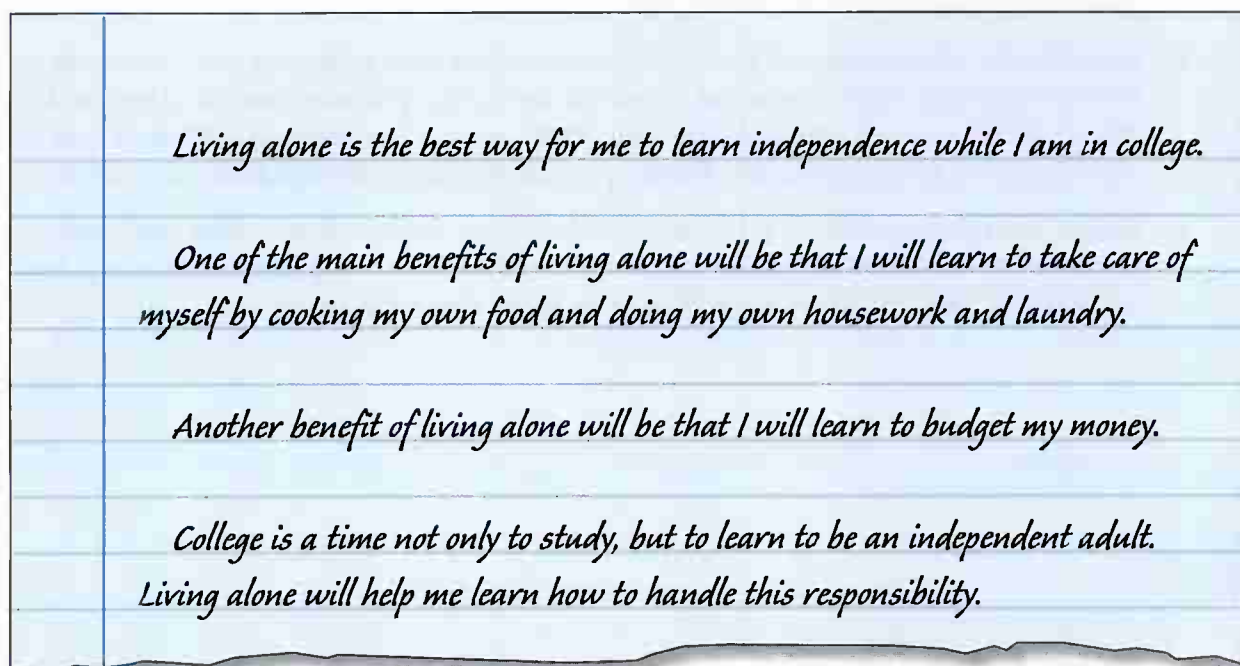 Living alone is the best way for me to learn independence while I am in college.
One of the main benefits of living alone will be that I will learn to take care of
myself by cooking my own food and doing my own housework and laundry.
Another benefit of living alone will be that I will learn to budget my money.
College is a time not only to study, but to learn to be an independent adult.
Living alone will help me learn how to handle this responsibility.